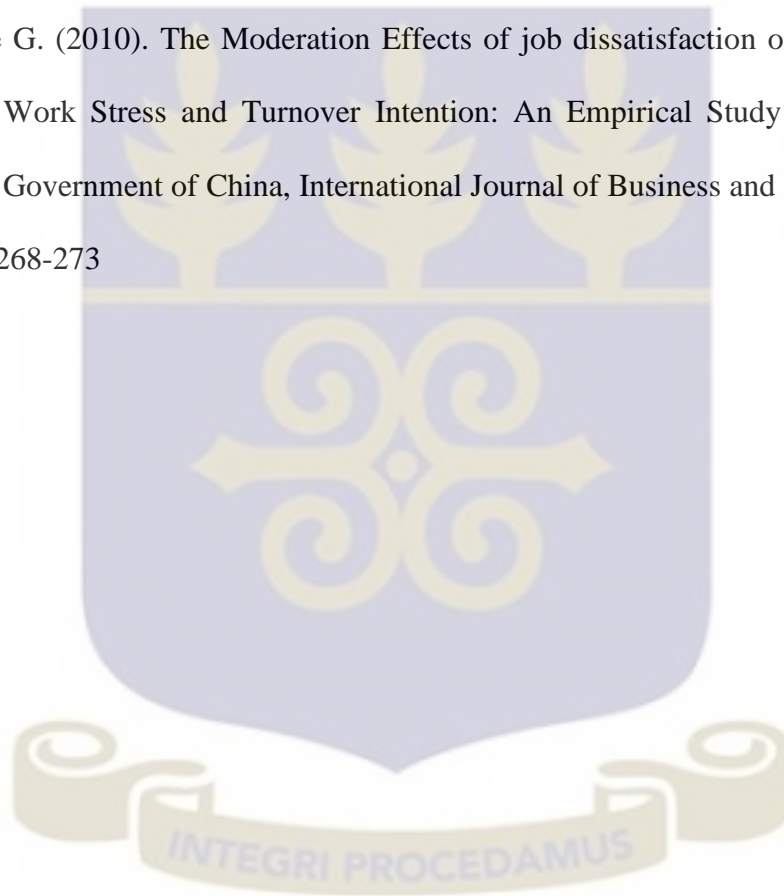 G. (2010). The Moderation Effects of job dissatisfaction o
Work Stress and Turnover Intention: An Empirical Study
Government of China, International Journal of Business and
268-273
INTEGRI PROCEDAMUS